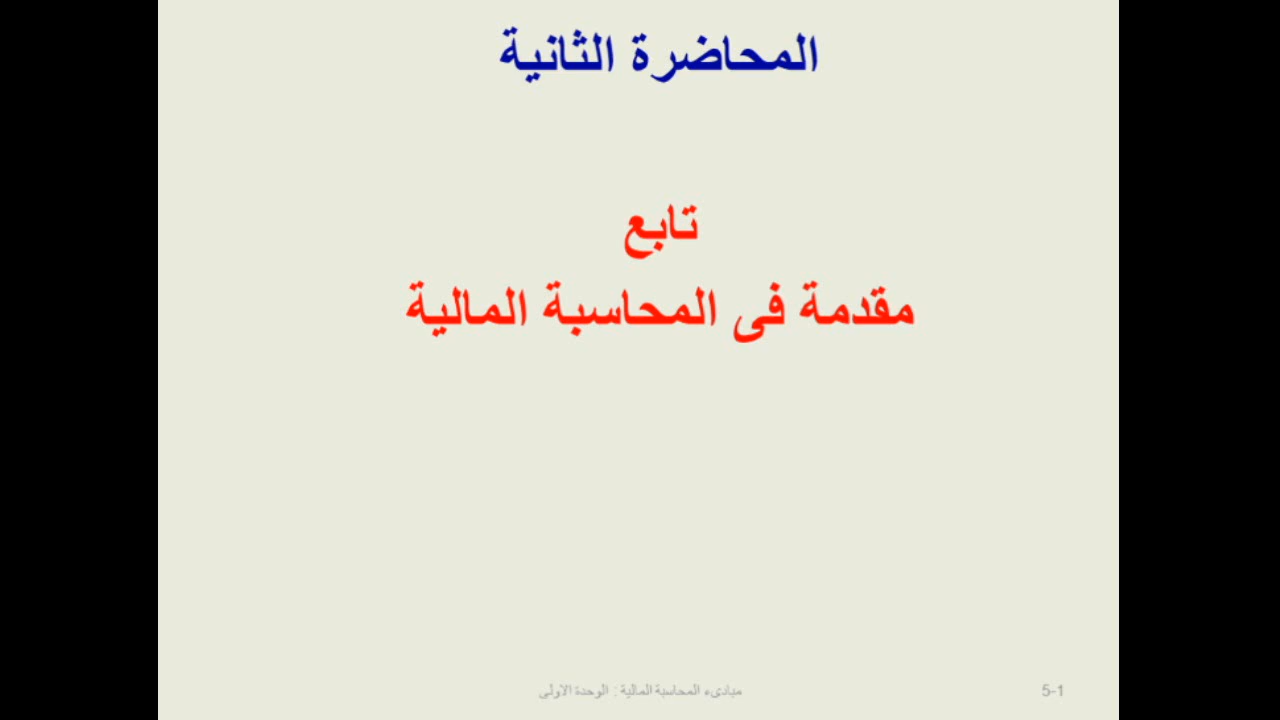 المحاضرة الثانية
تابع
مقدمة فى المحاسبة المالية
مبادىء المحاسبة المالية : الوحدة الاولى
5-1